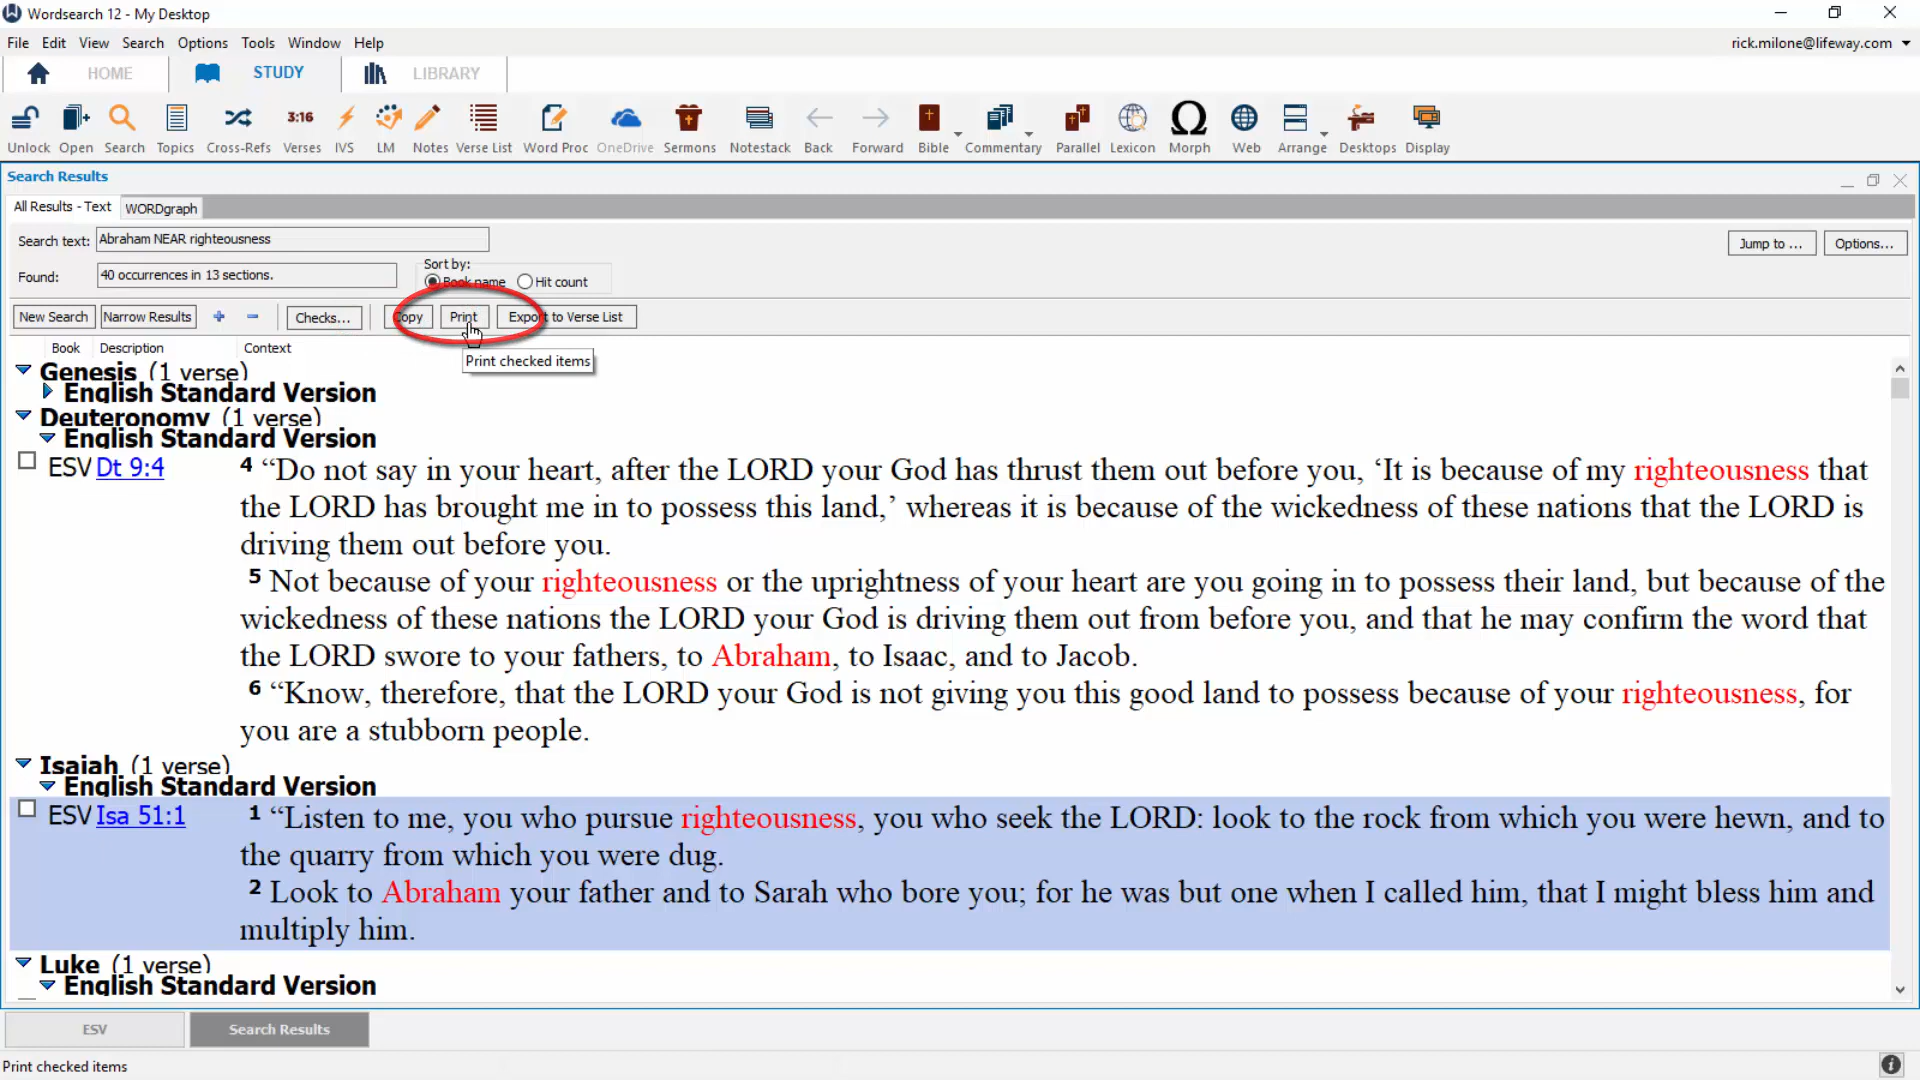 Wordsearch 12 - My Desktop
File Edit View Search Options Tools Window Help rick.milone@lifeway.com
HOME STUDY LIBRARY
3:16
Unlock Open Search Topics Cross-Refs Verses IVS LM Notes Verse List Word Proc OneDrive Sermons Notestack Back Forward Bible Commentary Parallel Lexicon Morph Web Arrange Desktops Display
Search Results
All Results - Text WORDgraph
Search text: Abraham NEAR righteousness Jump to ... Options...
Sort by:
Found: 40 occurrences in 13 sections. Book name Hit count
New Search Narrow Results Checks... Copy Print Export to Verse List
Book Description Context
Print checked items
Genesis (1 verse)
English Standard Version
Deuteronomy (1 verse)
English Standard Version
ESV Dt 9:4 4 “Do not say in your heart, after the LORD your God has thrust them out before you, ‘It is because of my righteousness that
the LORD has brought me in to possess this land,’ whereas it is because of the wickedness of these nations that the LORD is
driving them out before you.
5 Not because of your righteousness or the uprightness of your heart are you going in to possess their land, but because of the
wickedness of these nations the LORD your God is driving them out from before you, and that he may confirm the word that
the LORD swore to your fathers, to Abraham, to Isaac, and to Jacob.
6 “Know, therefore, that the LORD your God is not giving you this good land to possess because of your righteousness, for
you are a stubborn people.
Isaiah (1 verse)
English Standard Version
ESV Isa 51:1 1 “Listen to me, you who pursue righteousness, you who seek the LORD: look to the rock from which you were hewn, and to
the quarry from which you were dug.
2 Look to Abraham your father and to Sarah who bore you; for he was but one when I called him, that I might bless him and
multiply him.
Luke (1 verse)
English Standard Version
ESV Search Results
Print checked items